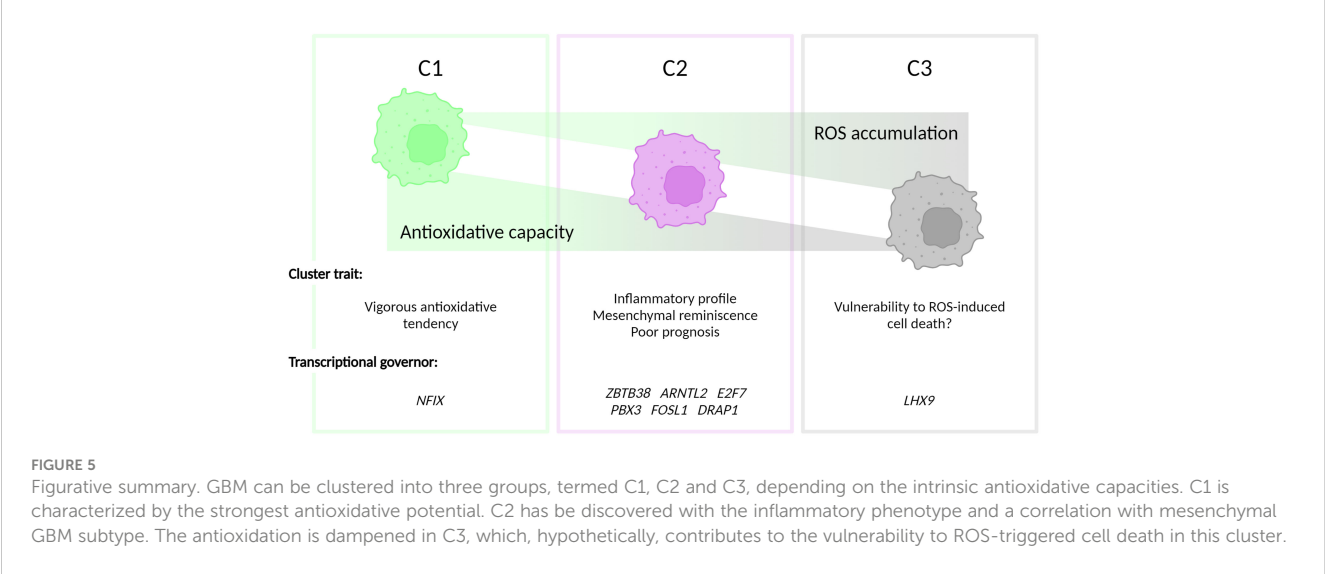 C1
C2
C3
ROS accumulation
Antioxidative capacity
Cluster trait:
Vigorous antioxidative
tendency
Inflammatory profile
Mesenchymal reminiscence
Poor prognosis
Vulnerability to ROS-induced
cell death?
Transcriptional governor:
NFIX
ZBTB38 ARNTL2 E2F7
PBX3 FOSL1 DRAP1
LHX9
FIGURE 5
Figurative summary. GBM can be clustered into three groups, termed C1, C2 and C3, depending on the intrinsic antioxidative capacities. C1 is
characterized by the strongest antioxidative potential. C2 has be discovered with the inflammatory phenotype and a correlation with mesenchymal
GBM subtype. The antioxidation is dampened in C3, which, hypothetically, contributes to the vulnerability to ROS-triggered cell death in this cluster.